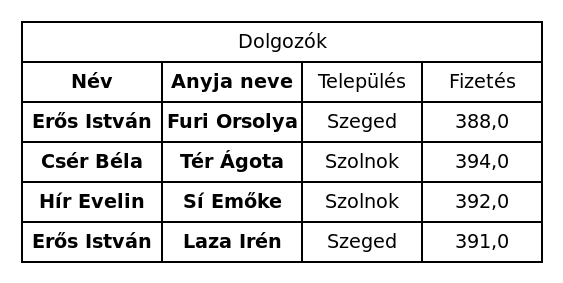 Dolgozók
Név Anyja neve Település Fizetés
Erős István Furi Orsolya Szeged 388,0
Csér Béla Tér Ágota Szolnok 394,0
Hír Evelin Sí Emőke Szolnok 392,0
Erős István Laza Irén Szeged 391,0